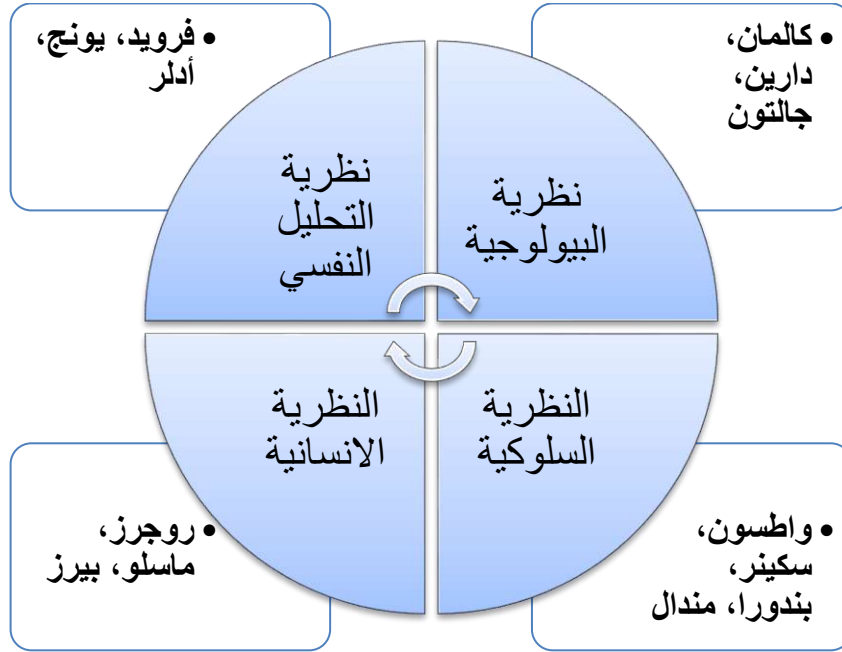 • كالمان،
دارين،
جالتون
• فرويد، يونج،
أدلر
نظرية
البيولوجية
نظرية
التحليل
النفسي
النظرية
السلوكية
النظرية
الانسانية
• واطسون،
سكينر،
بندورا، مندال
• روجرز،
ماسلو، بيرز